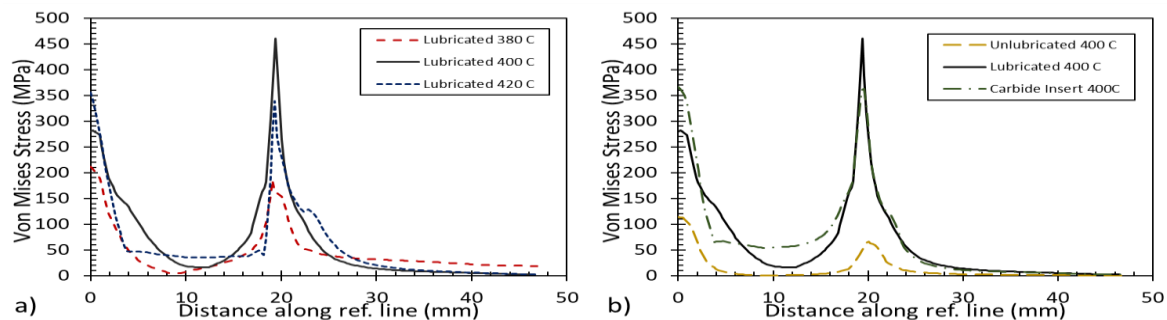 500
450
400
350
300
250
200
150
100
50
0
Von Mises Stress (MPa)
Lubricated 380 C
Lubricated 400 C
Lubricated 420 C
0 10 20 30 40 50
a) Distance along ref. line (mm)
500
450
400
350
300
250
200
150
100
50
0
Von Mises Stress (MPa)
Unlubricated 400 C
Lubricated 400 C
Carbide Insert 400C
0 10 20 30 40 50
b) Distance along ref. line (mm)